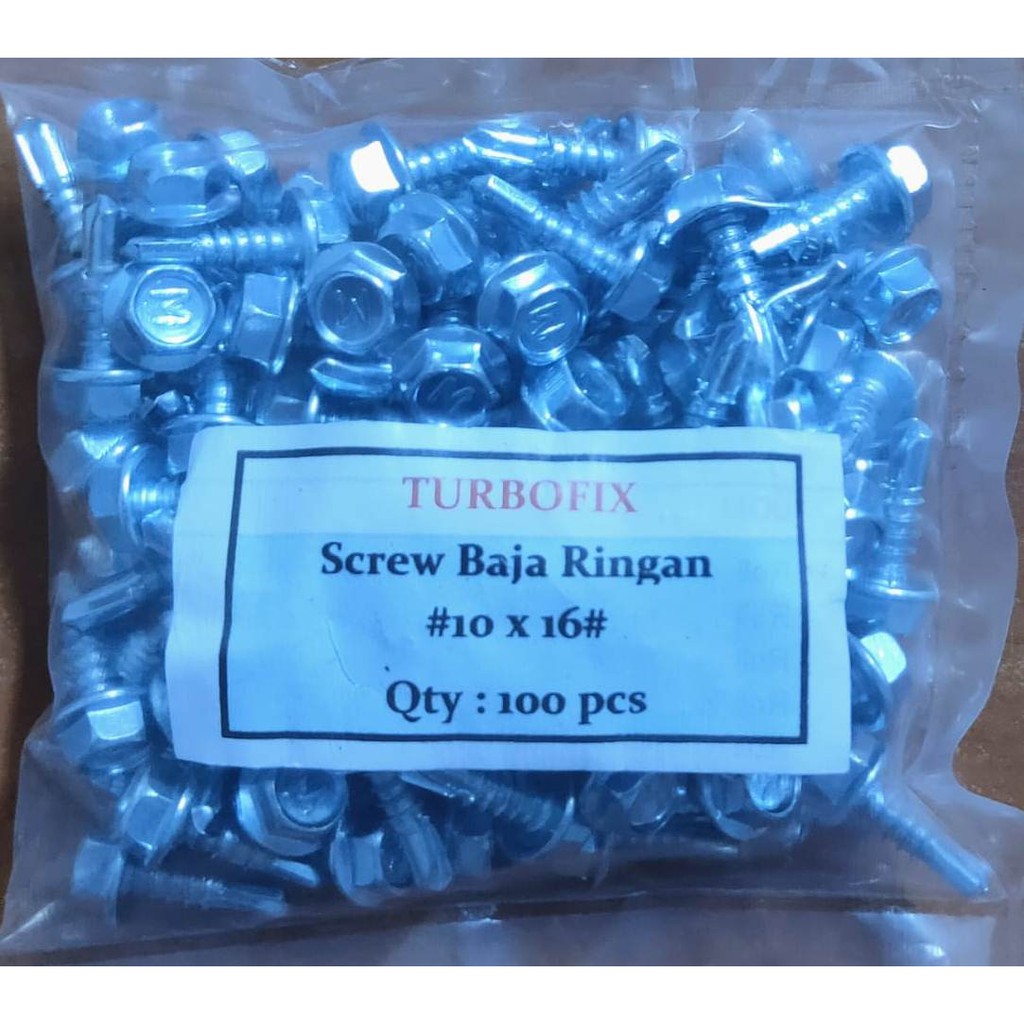 TURBOFIX
Screw Baja Ringan
#10 x 16#
Qty : 100 pcs
M
M